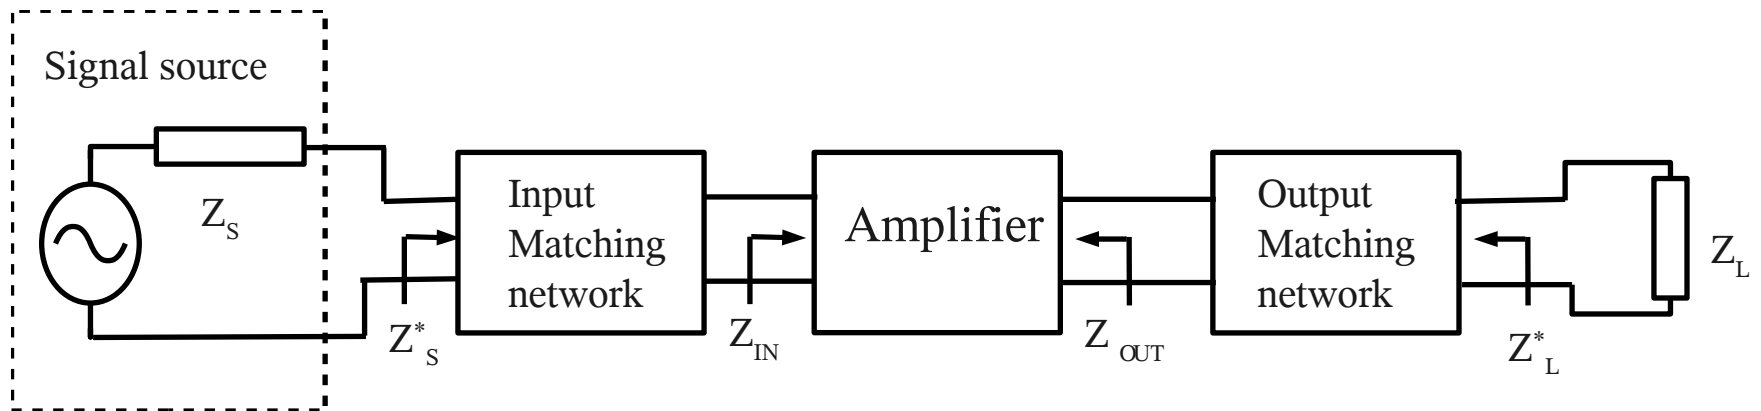 Signal source
Z_S
Input
Matching
network
Amplifier
Output
Matching
network
Z_L
Z*_S
Z_IN
Z_OUT
Z*_L